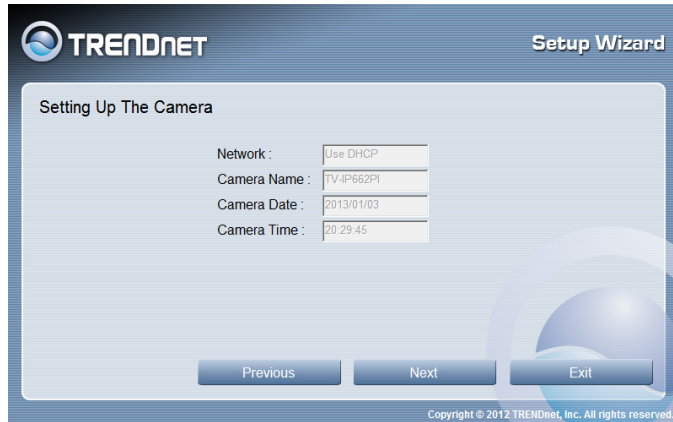 TRENDnet
Setup Wizard
Setting Up The Camera
Network : Use DHCP
Camera Name : TV-IP662PI
Camera Date : 2013/01/03
Camera Time : 20:29:45
Previous Next Exit
Copyright © 2012 TRENDnet, Inc. All rights reserved.